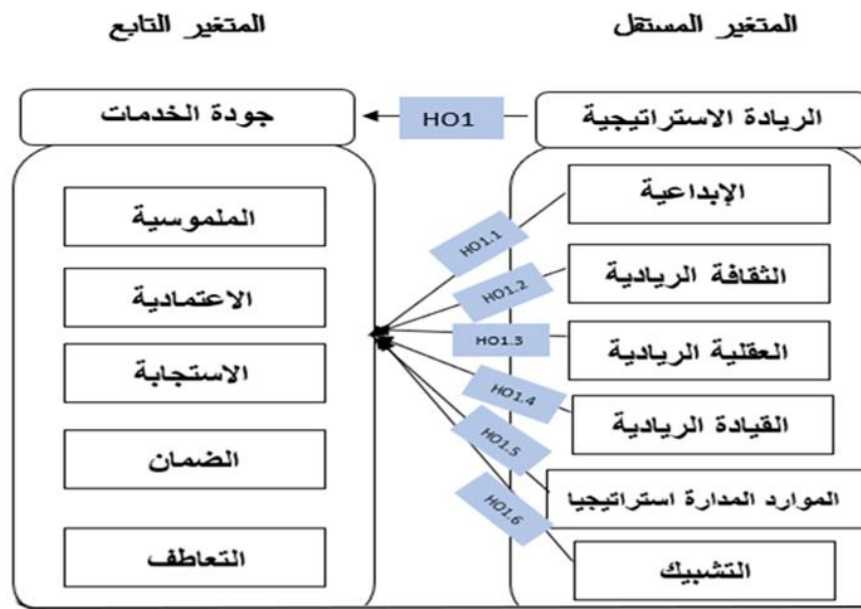 المتغير المستقل
المتغير التابع
الريادة الاستراتيجية
HO1
جودة الخدمات
الإبداعية
الثقافة الريادية
العقلية الريادية
القيادة الريادية
الموارد المدارة استراتيجيا
التشبيك
HO1.1
HO1.2
HO1.3
HO1.4
HO1.5
HO1.6
الملموسية
الاعتمادية
الاستجابة
الضمان
التعاطف